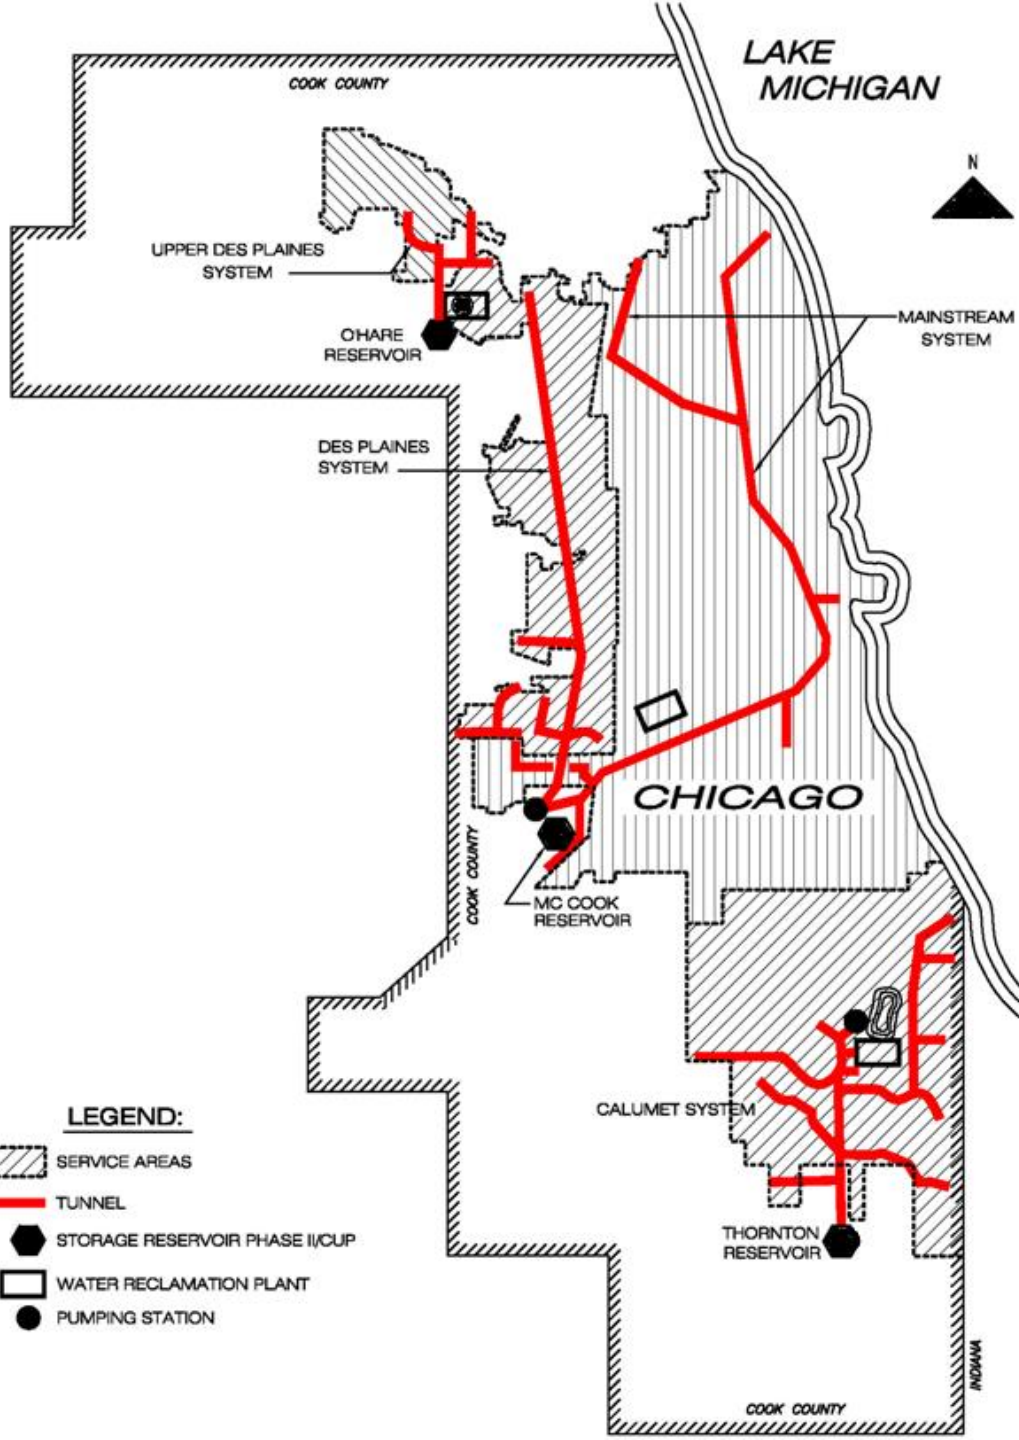 LAKE
MICHIGAN
COOK COUNTY
N
UPPER DES PLAINES
SYSTEM
O'HARE
RESERVOIR
MAINSTREAM
SYSTEM
DES PLAINES
SYSTEM
CHICAGO
COOK COUNTY
MC COOK
RESERVOIR
CALUMET SYSTEM
THORNTON
RESERVOIR
LEGEND:
SERVICE AREAS
TUNNEL
STORAGE RESERVOIR PHASE II/CUP
WATER RECLAMATION PLANT
PUMPING STATION
INDIANA
COOK COUNTY